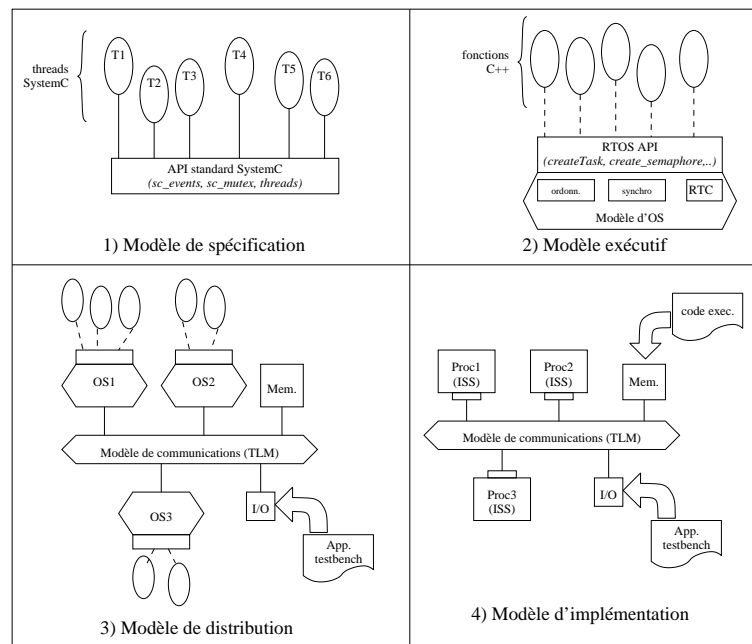 threads
SystemC
T1
T2
T3
T4
T5
T6
API standard SystemC
(sc_events, sc_mutex, threads)
1) Modèle de spécification
fonctions
C++
RTOS API
(createTask, create_semaphore,..)
ordonn.
synchro
RTC
Modèle d'OS
2) Modèle exécutif
OS1
OS2
Mem.
Modèle de communications (TLM)
OS3
I/O
App.
testbench
3) Modèle de distribution
code exec.
Proc1
(ISS)
Proc2
(ISS)
Mem.
Modèle de communications (TLM)
Proc3
(ISS)
I/O
App.
testbench
4) Modèle d'implémentation